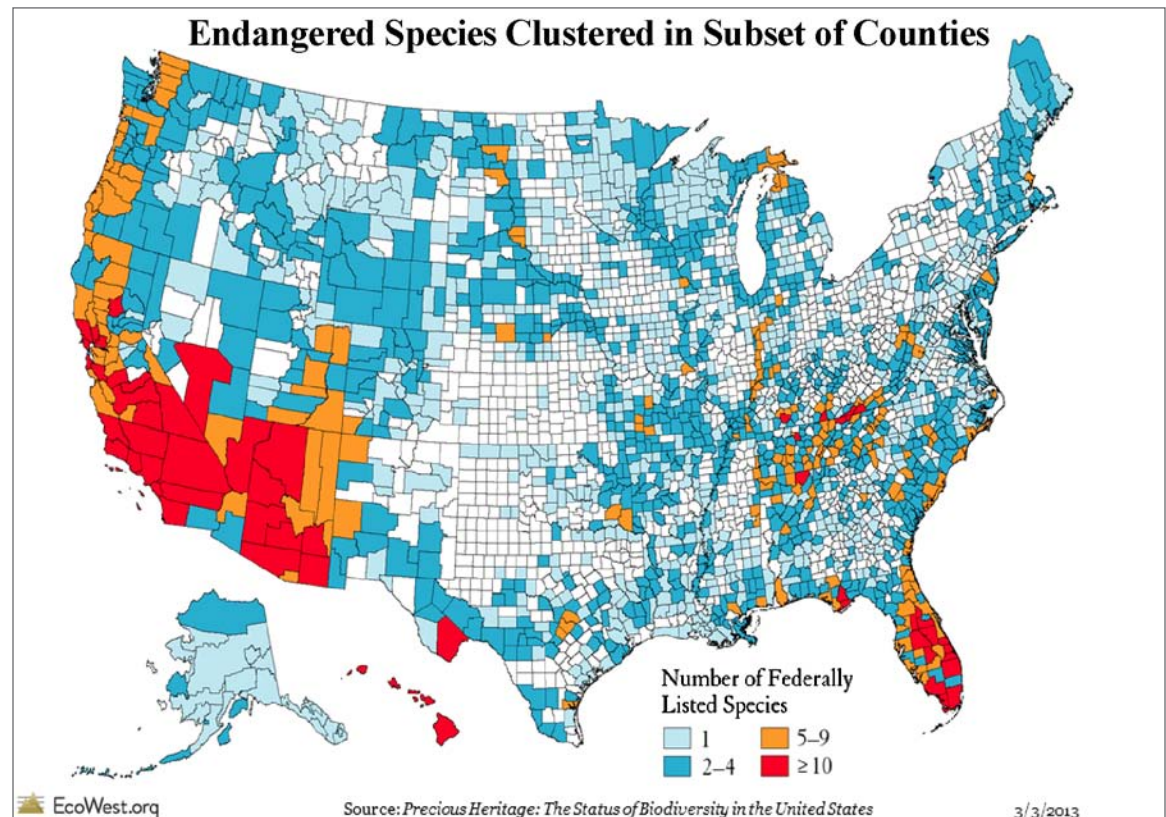 Endangered Species Clustered in Subset of Counties
Number of Federally
Listed Species
1
2–4
5–9
≥10
EcoWest.org
Source: Precious Heritage: The Status of Biodiversity in the United States
3/3/2013